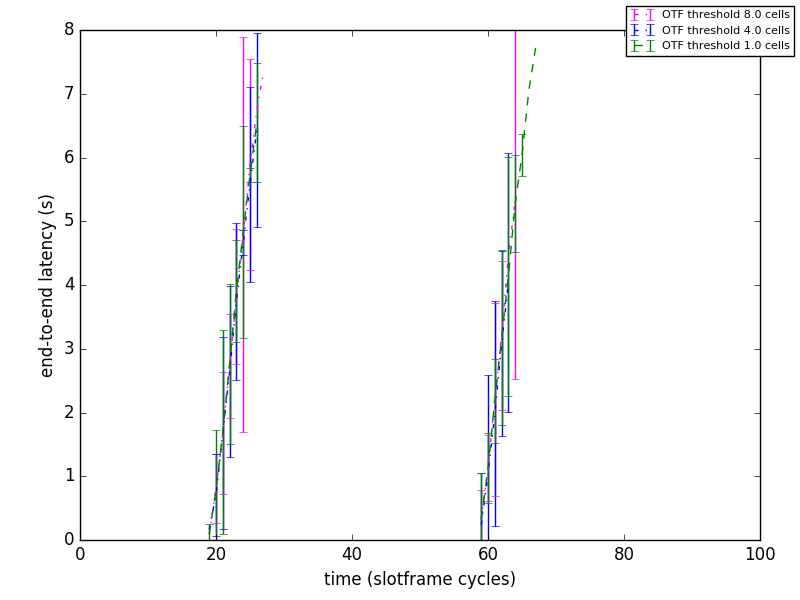 OTF threshold 8.0 cells
OTF threshold 4.0 cells
OTF threshold 1.0 cells
8
7
6
5
4
3
2
1
0
end-to-end latency (s)
0 20 40 60 80 100
time (slotframe cycles)